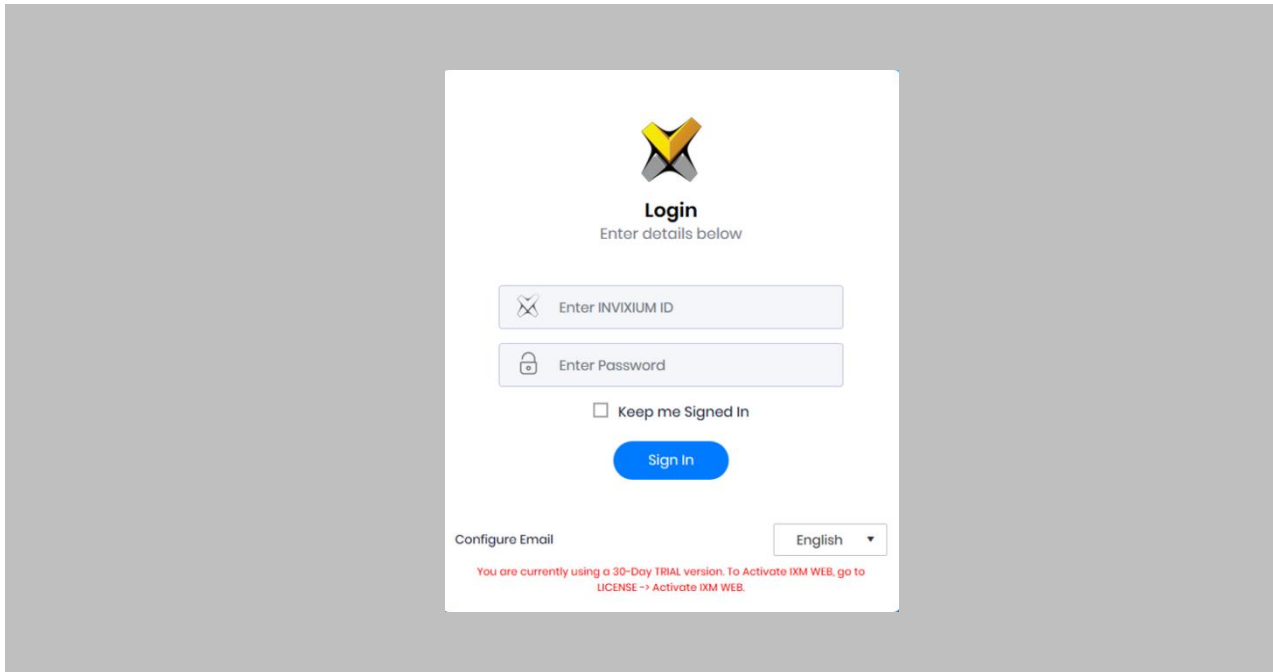 Login
Enter details below
Enter INVIXIUM ID
Enter Password
Keep me Signed In
Sign In
Configure Email
English
You are currently using a 30-Day TRIAL version. To Activate IXM WEB, go to
LICENSE -> Activate IXM WEB.